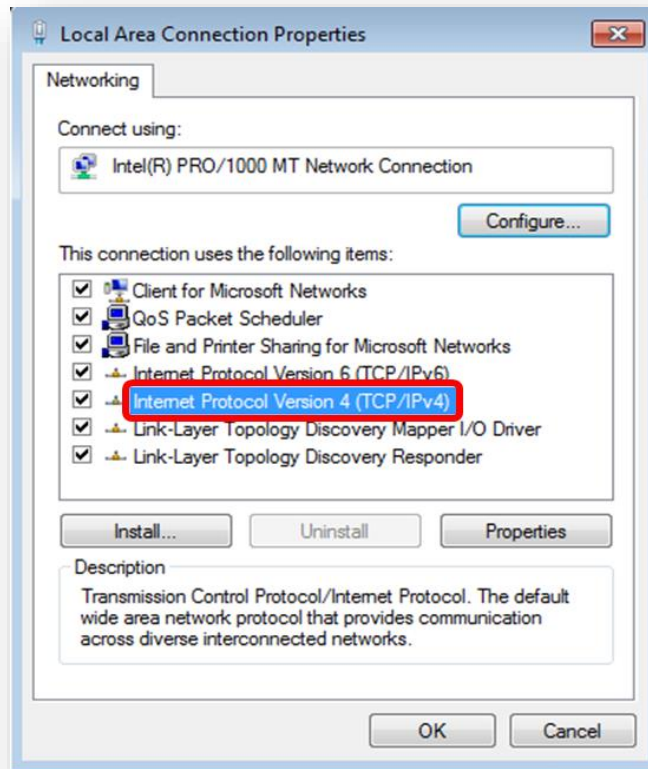 Local Area Connection Properties
Networking
Connect using:
Intel(R) PRO/1000 MT Network Connection
Configure...
This connection uses the following items:
Client for Microsoft Networks
QoS Packet Scheduler
File and Printer Sharing for Microsoft Networks
Internet Protocol Version 6 (TCP/IPv6)
Internet Protocol Version 4 (TCP/IPv4)
Link-Layer Topology Discovery Mapper I/O Driver
Link-Layer Topology Discovery Responder
Install... Uninstall Properties
Description
Transmission Control Protocol/Internet Protocol. The default
wide area network protocol that provides communication
across diverse interconnected networks.
OK Cancel